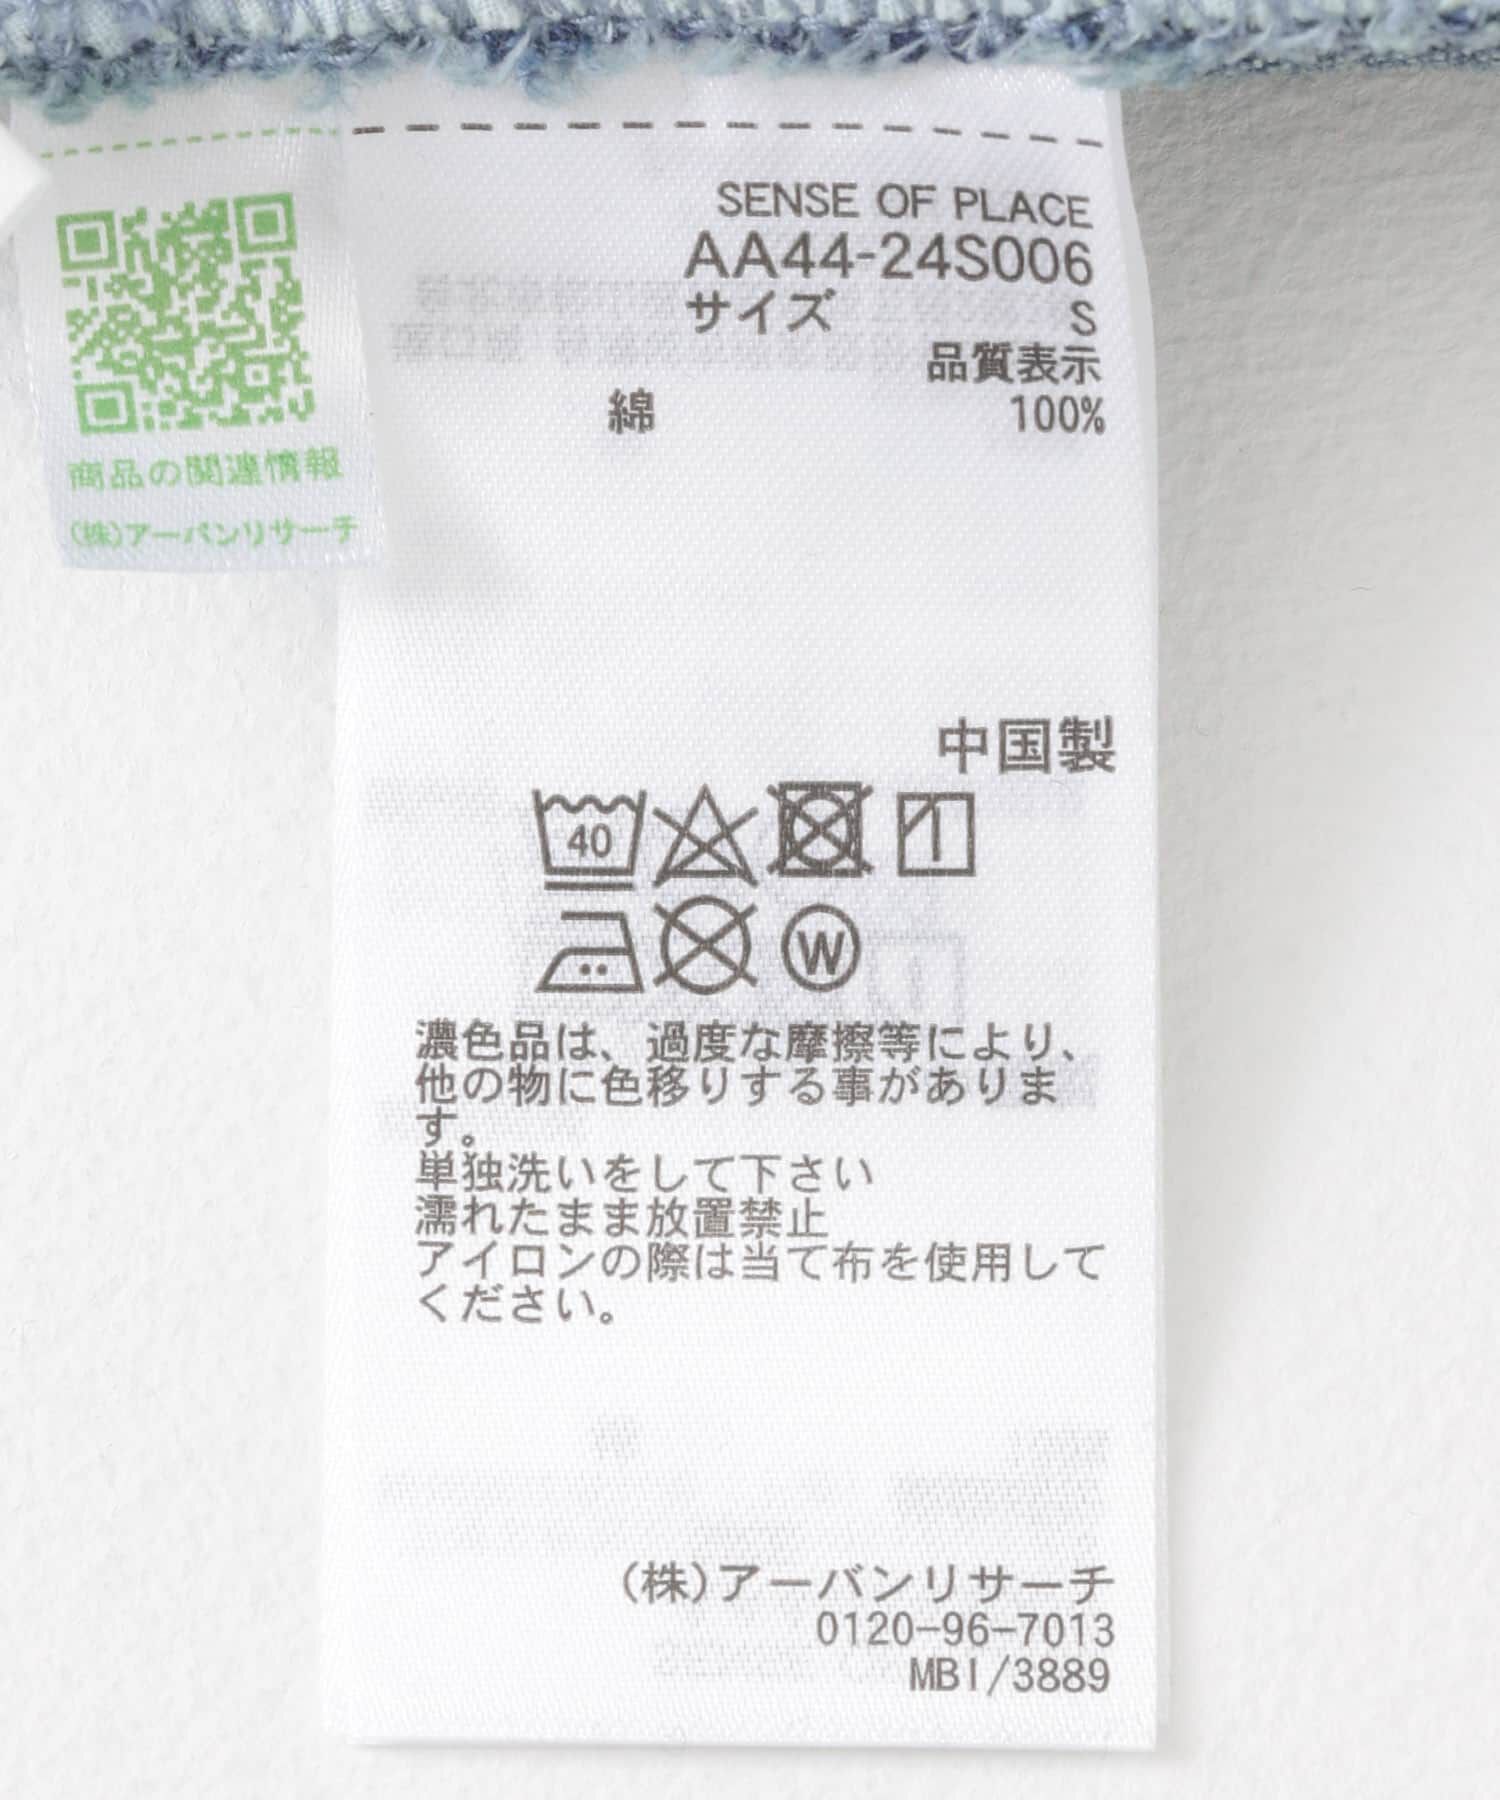 商品の関連情報
(株)アーバンリサーチ
SENSE OF PLACE
AA44-24S006
サイズ S
品質表示
綿 100%
中国製
40
W
濃色品は、過度な摩擦等により、
他の物に色移りする事がありま
す。
単独洗いをして下さい
濡れたまま放置禁止
アイロンの際は当て布を使用して
ください。
(株)アーバンリサーチ
0120-96-7013
MBI/3889